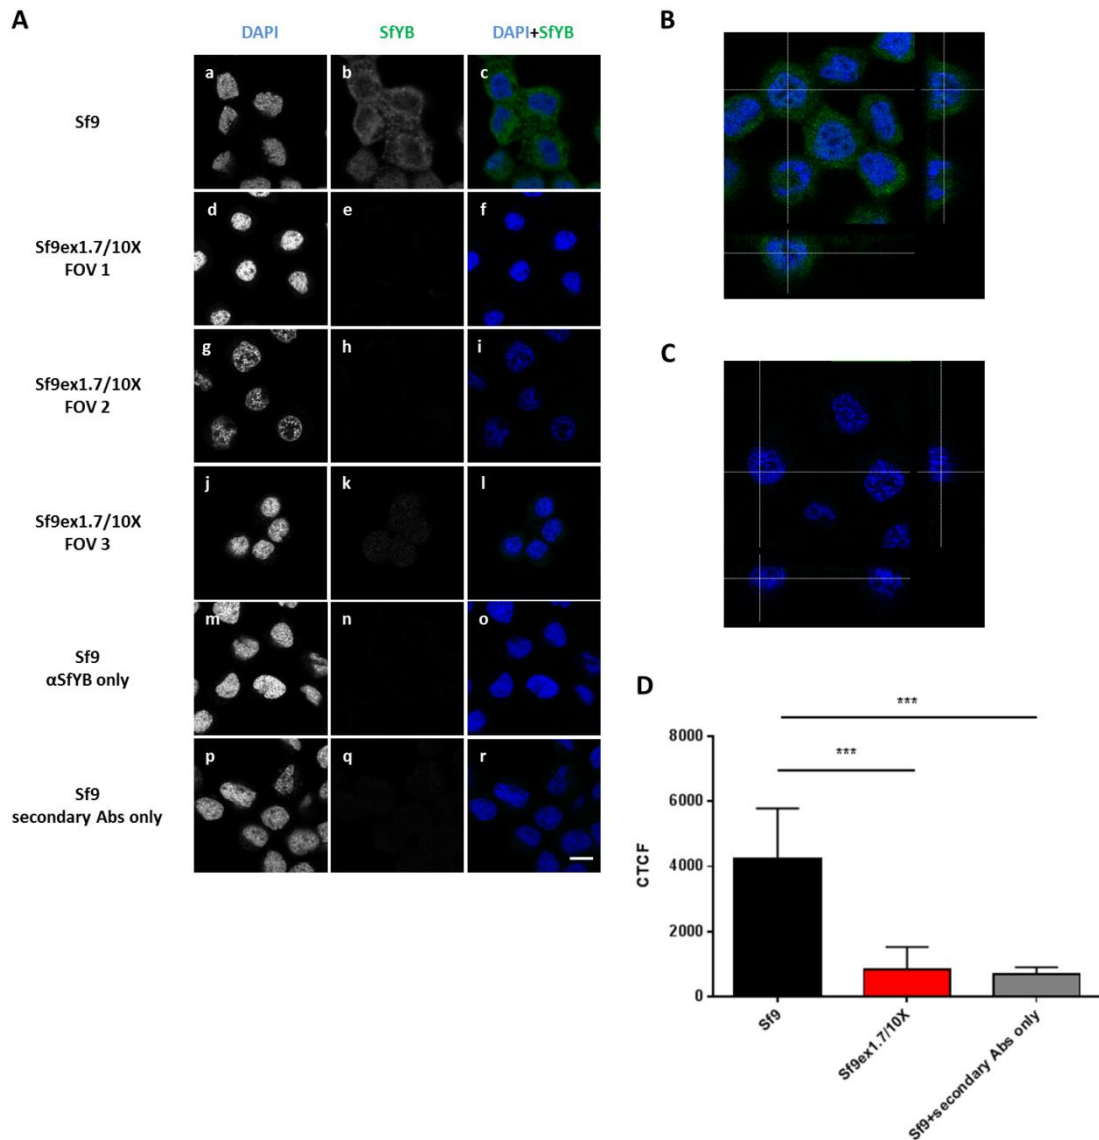 A
DAPI SfYB DAPI+SfYB
Sf9
a b c
Sf9ex1.7/10X
FOV 1
d e f
Sf9ex1.7/10X
FOV 2
g h i
Sf9ex1.7/10X
FOV 3
j k l
Sf9
αSfYB only
m n o
Sf9
secondary Abs only
p q r
B
C
D
***
***
8000
6000
4000
2000
0
CTCF
Sf9
Sf9ex1.7/10X
Sf9+secondary Abs only